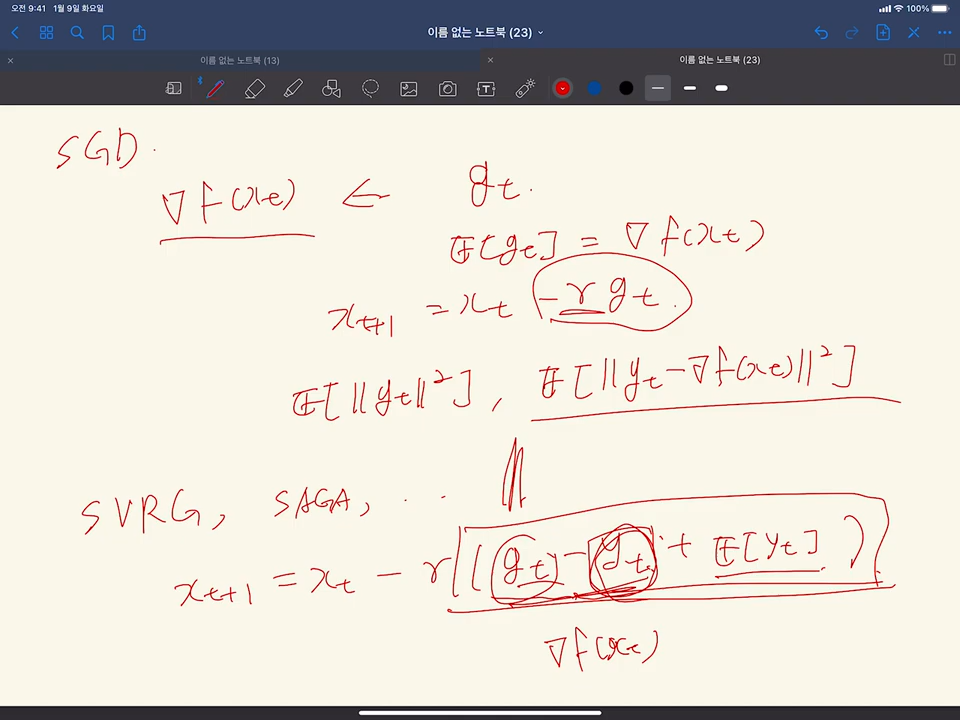 오전 9:41 1월 9일 화요일
100%
이름 없는 노트북 (23)
이름 없는 노트북 (13)
이름 없는 노트북 (23)
SGD.
∇f(xt) ← gt.
𝔼[gt] = ∇f(xt)
xt+1 = xt - γ gt.
𝔼[||gt||²], 𝔼[||gt - ∇f(xt)||²]
SVRG, SAGA, ...
xt+1 = xt - γ((gt - yt) + 𝔼[yt])
∇f(xt)